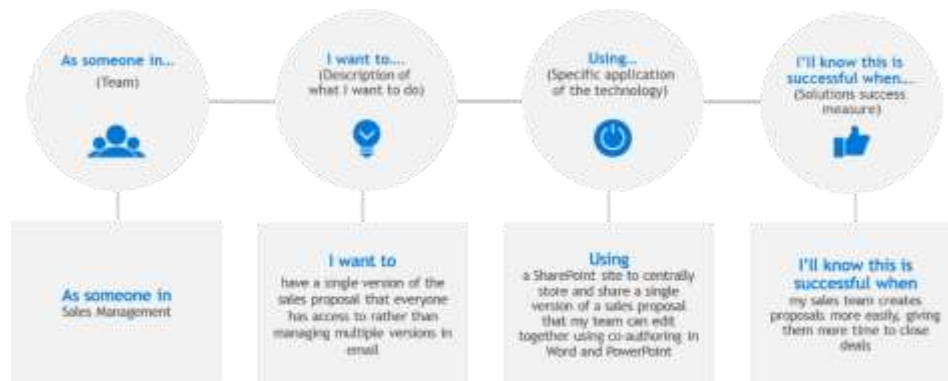 As someone in...
(Team)
I want to....
(Description of
what I want to do)
Using...
(Specific application
of the technology)
I'll know this is
successful when....
(Solutions success
measure)
As someone in
Sales Management
I want to
have a single version of the
sales proposal that everyone
has access to rather than
managing multiple versions in
email
Using
a SharePoint site to centrally
store and share a single
version of a sales proposal
that my team can edit
together using co-authoring in
Word and PowerPoint
I'll know this is
successful when
my sales team creates
proposals more easily, giving
them more time to close
deals